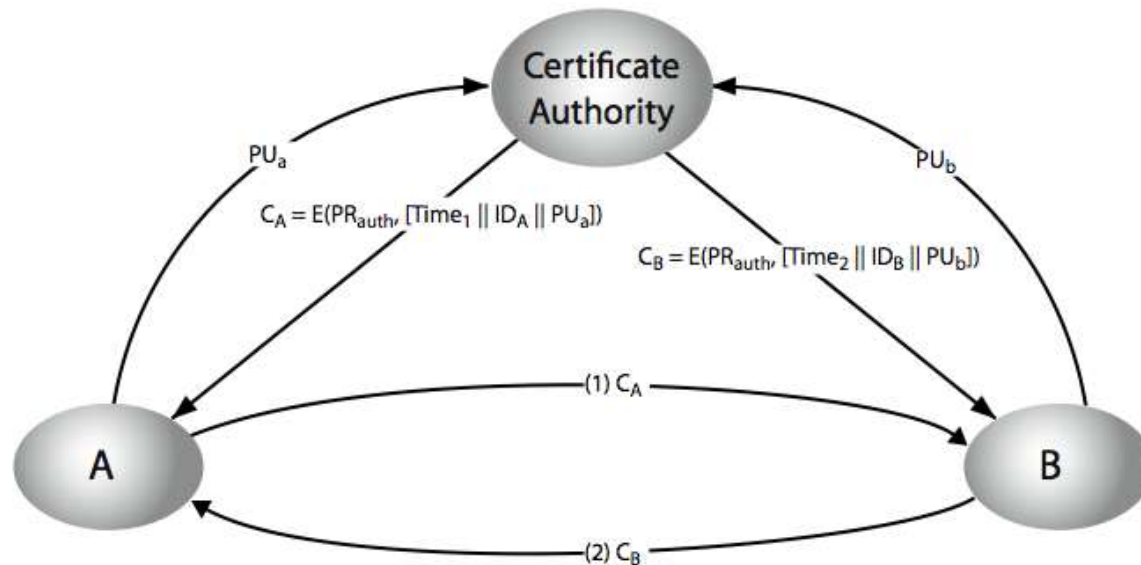 Certificate
Authority
PUa
PUb
CA = E(PRauth, [Time1 || IDA || PUa])
CB = E(PRauth, [Time2 || IDB || PUb])
(1) CA
A
B
(2) CB